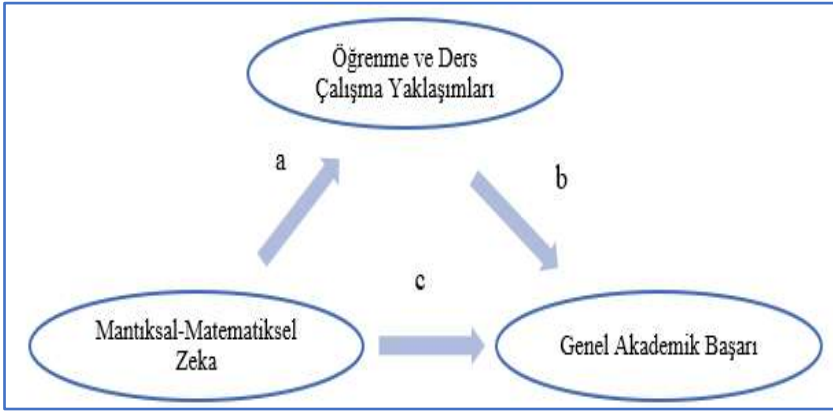 Öğrenme ve Ders
Çalışma Yaklaşımları
a
b
c
Mantıksal-Matematiksel
Zeka
Genel Akademik Başarı